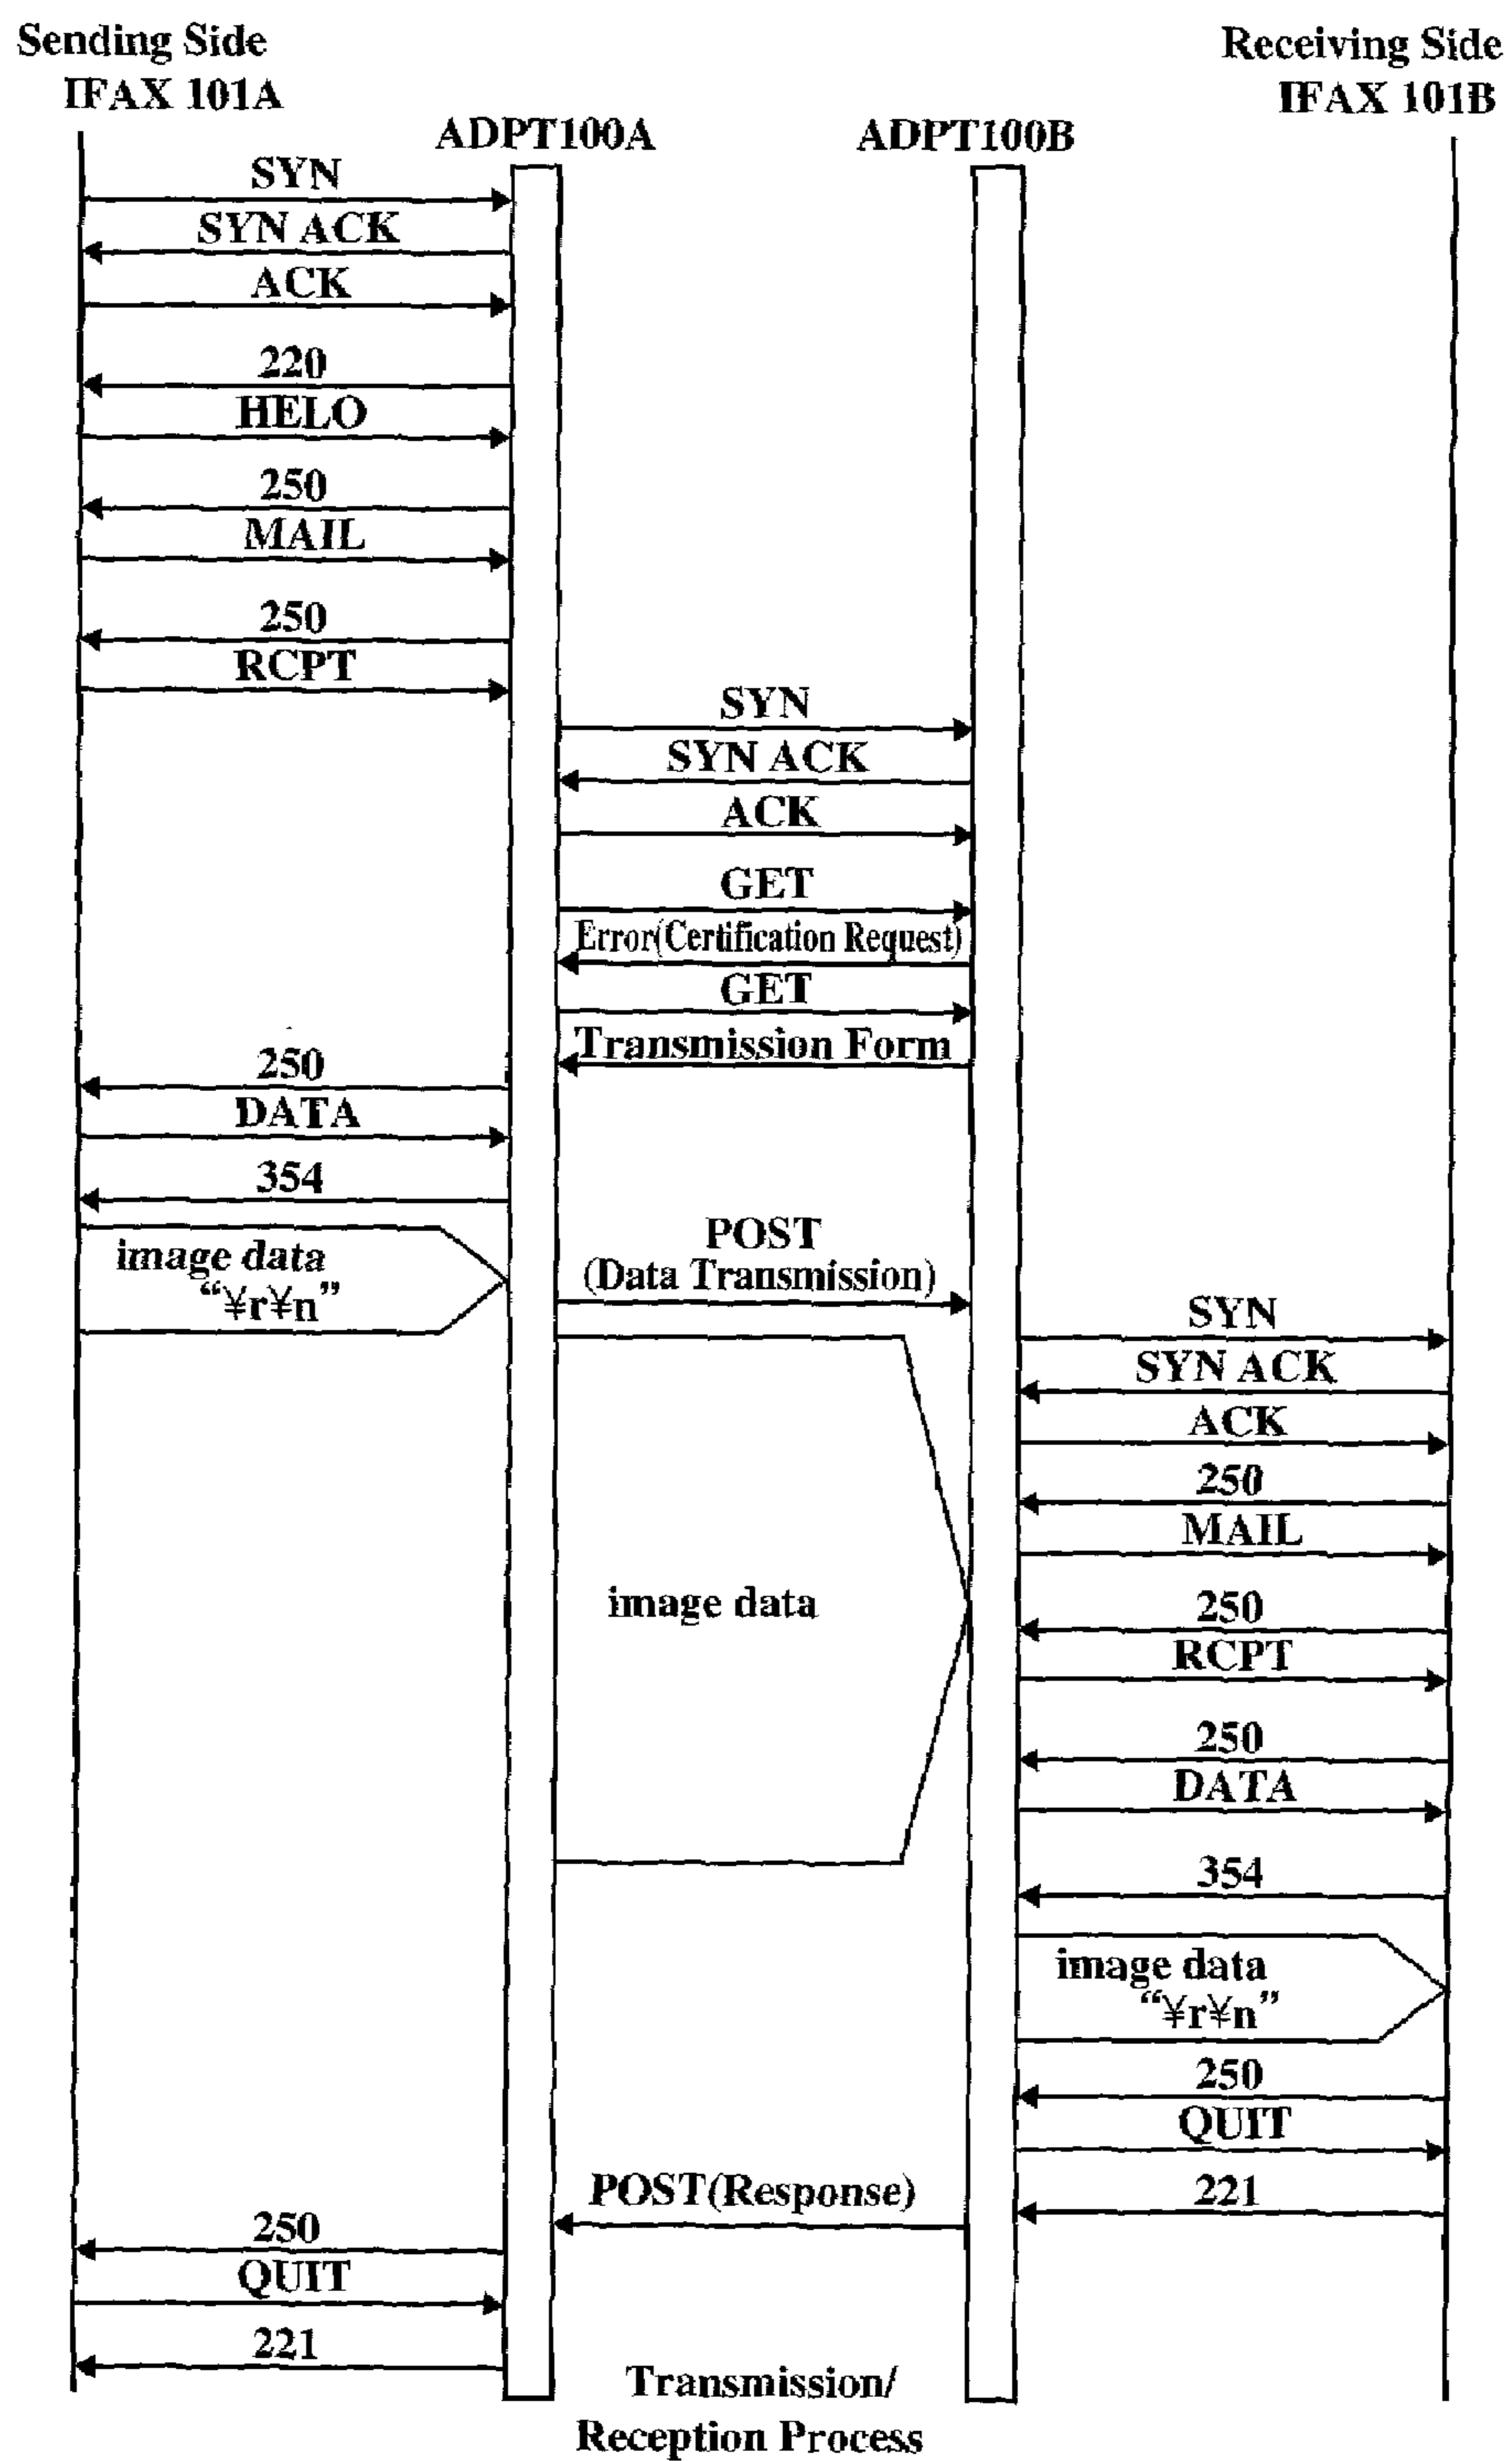 Sending Side
IFAX 101A
Receiving Side
IFAX 101B
ADPT100A
ADPT100B
SYN
SYN ACK
ACK
220
HELO
250
MAIL
250
RCPT
SYN
SYN ACK
ACK
GET
Error(Certification Request)
GET
Transmission Form
250
DATA
354
image data
“¥r¥n”
POST
(Data Transmission)
SYN
SYN ACK
ACK
250
MAIL
image data
250
RCPT
250
DATA
354
image data
“¥r¥n”
250
QUIT
221
POST(Response)
250
QUIT
221
Transmission/
Reception Process